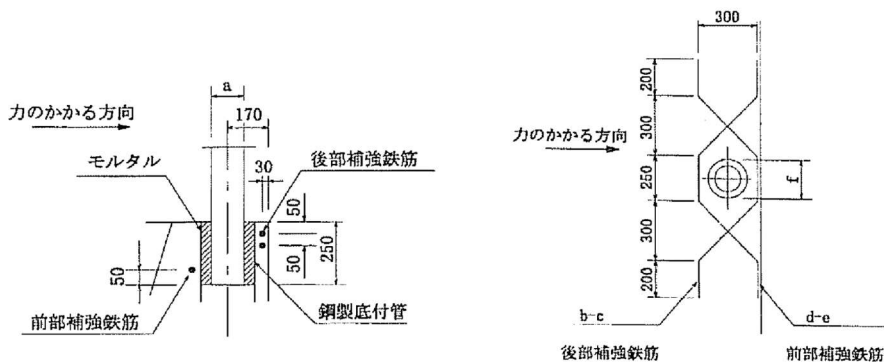 a
170
力のかかる方向
モルタル
30
後部補強鉄筋
50
250
50
50
前部補強鉄筋
鋼製底付管
300
200
300
力のかかる方向
250
f
300
200
b-c
d-e
後部補強鉄筋
前部補強鉄筋